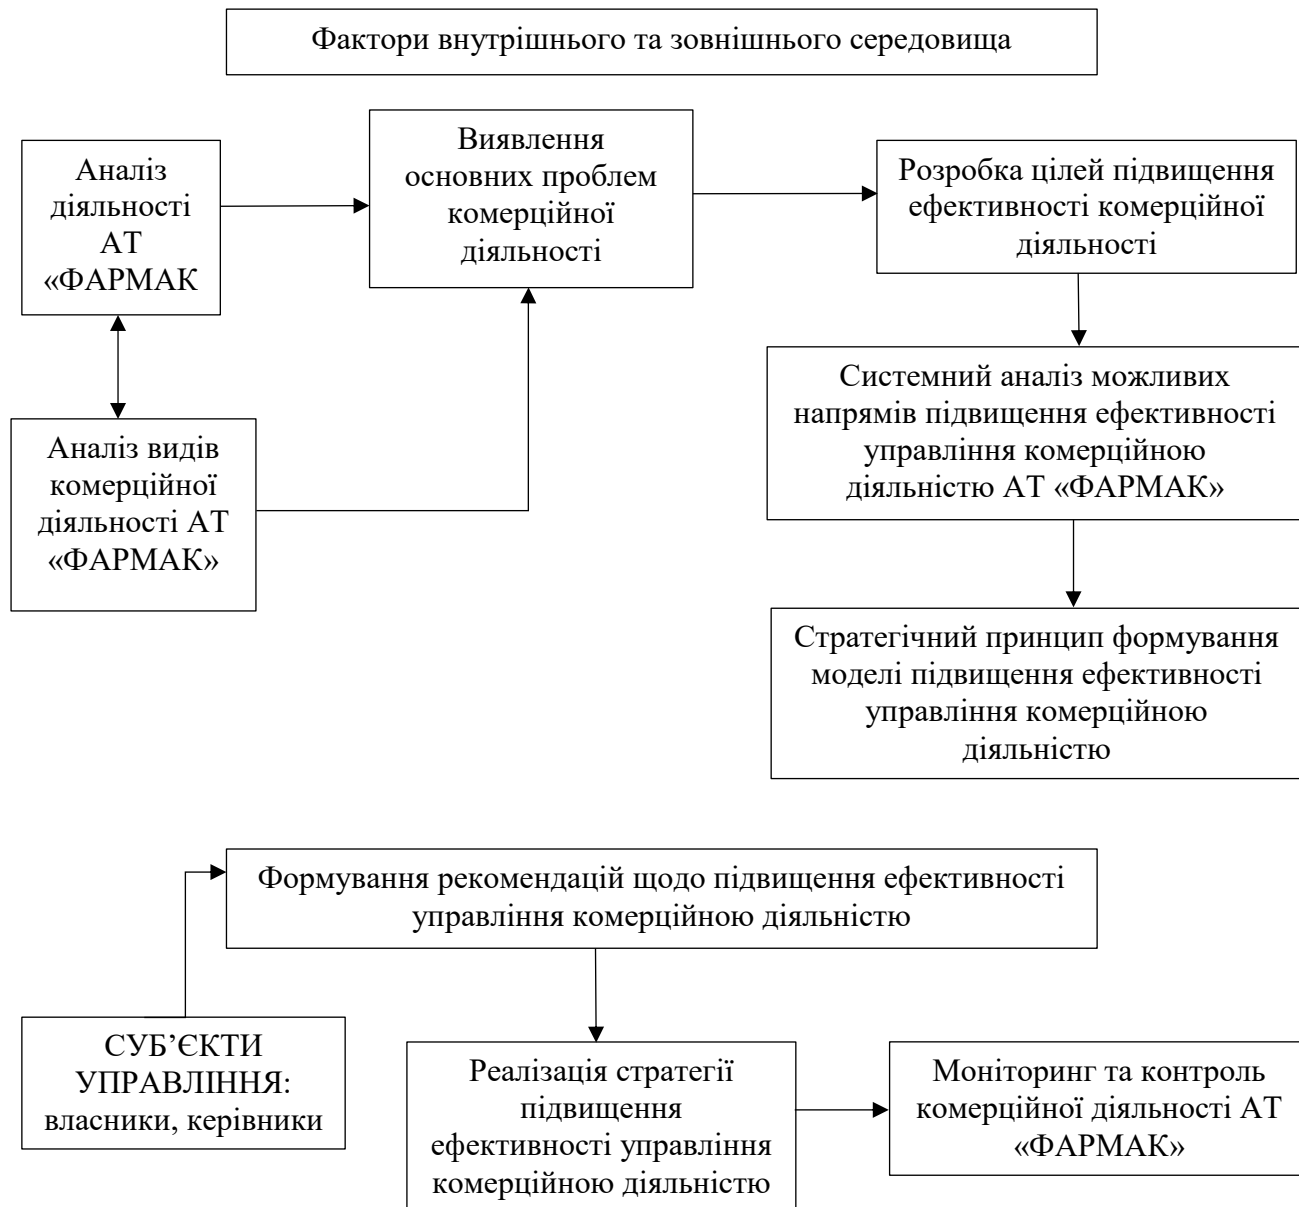 Фактори внутрішнього та зовнішнього середовища
Аналіз
діяльності
АТ
«ФАРМАК
Виявлення
основних проблем
комерційної
діяльності
Розробка цілей підвищення
ефективності комерційної
діяльності
Аналіз видів
комерційної
діяльності АТ
«ФАРМАК»
Системний аналіз можливих
напрямів підвищення ефективності
управління комерційною
діяльністю АТ «ФАРМАК»
Стратегічний принцип формування
моделі підвищення ефективності
управління комерційною
діяльністю
Формування рекомендацій щодо підвищення ефективності
управління комерційною діяльністю
СУБ’ЄКТИ
УПРАВЛІННЯ:
власники, керівники
Реалізація стратегії
підвищення
ефективності управління
комерційною діяльністю
Моніторинг та контроль
комерційної діяльності АТ
«ФАРМАК»